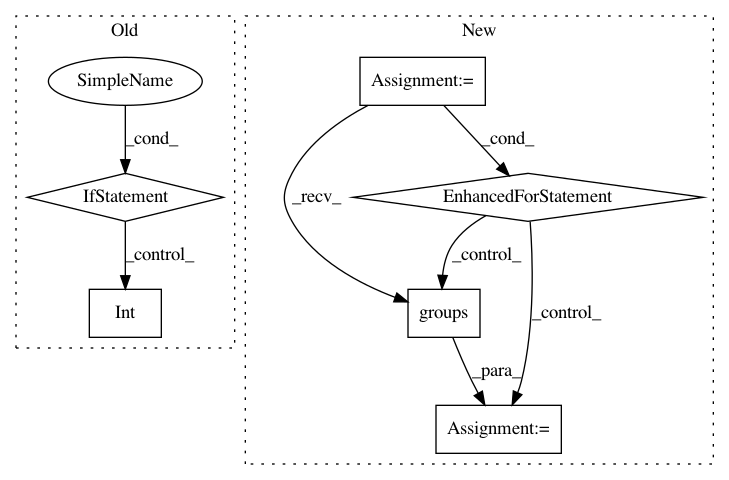 Old
New
SimpleName
Assignment:=
_cond_
_cond_
IfStatement
_recv_
EnhancedForStatement
_control_
_control_
_control_
Int
groups
_para_
Assignment:=